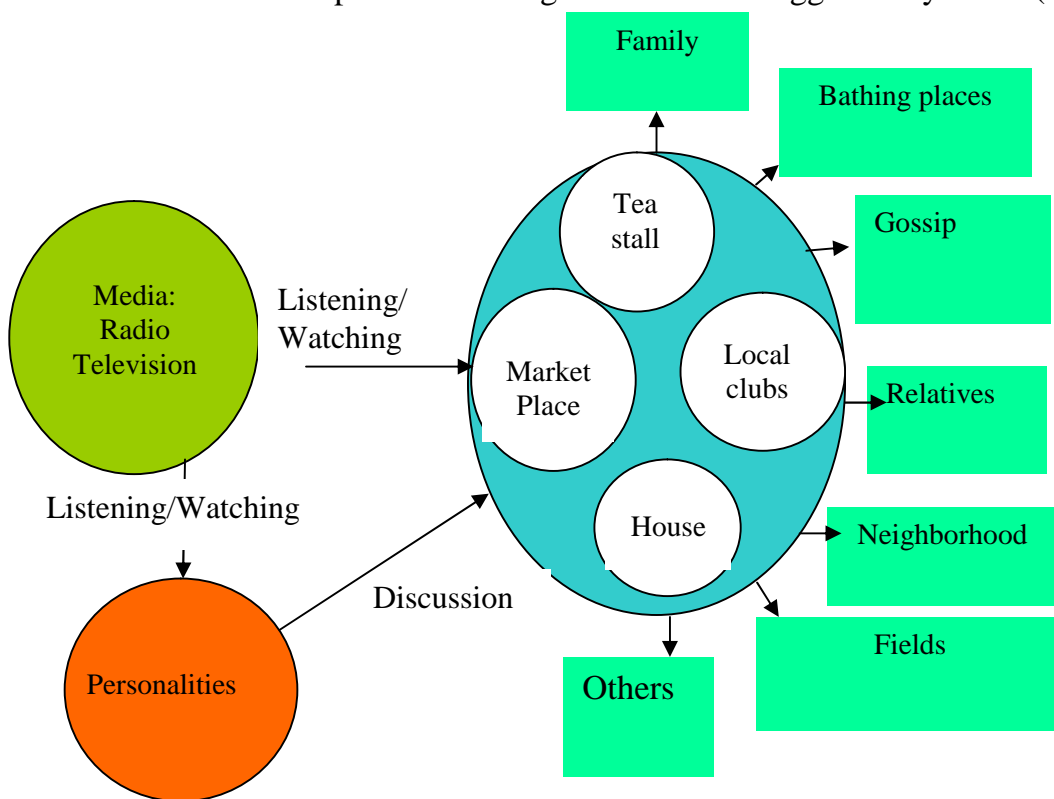 Family
Bathing places
Tea
stall
Gossip
Media:
Radio
Television
Listening/
Watching
Market
Place
Local
clubs
Relatives
Listening/Watching
House
Neighborhood
Discussion
Fields
Personalities
Others